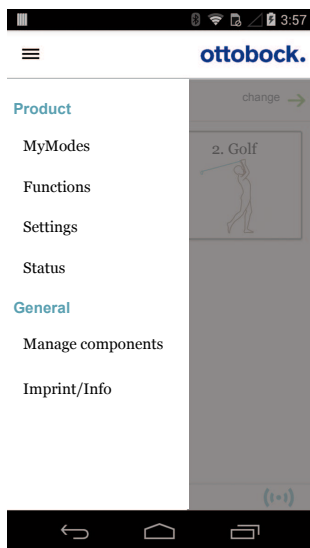 3:57
ottobock.
change
Product
MyModes
2. Golf
Functions
Settings
Status
General
Manage components
Imprint/Info